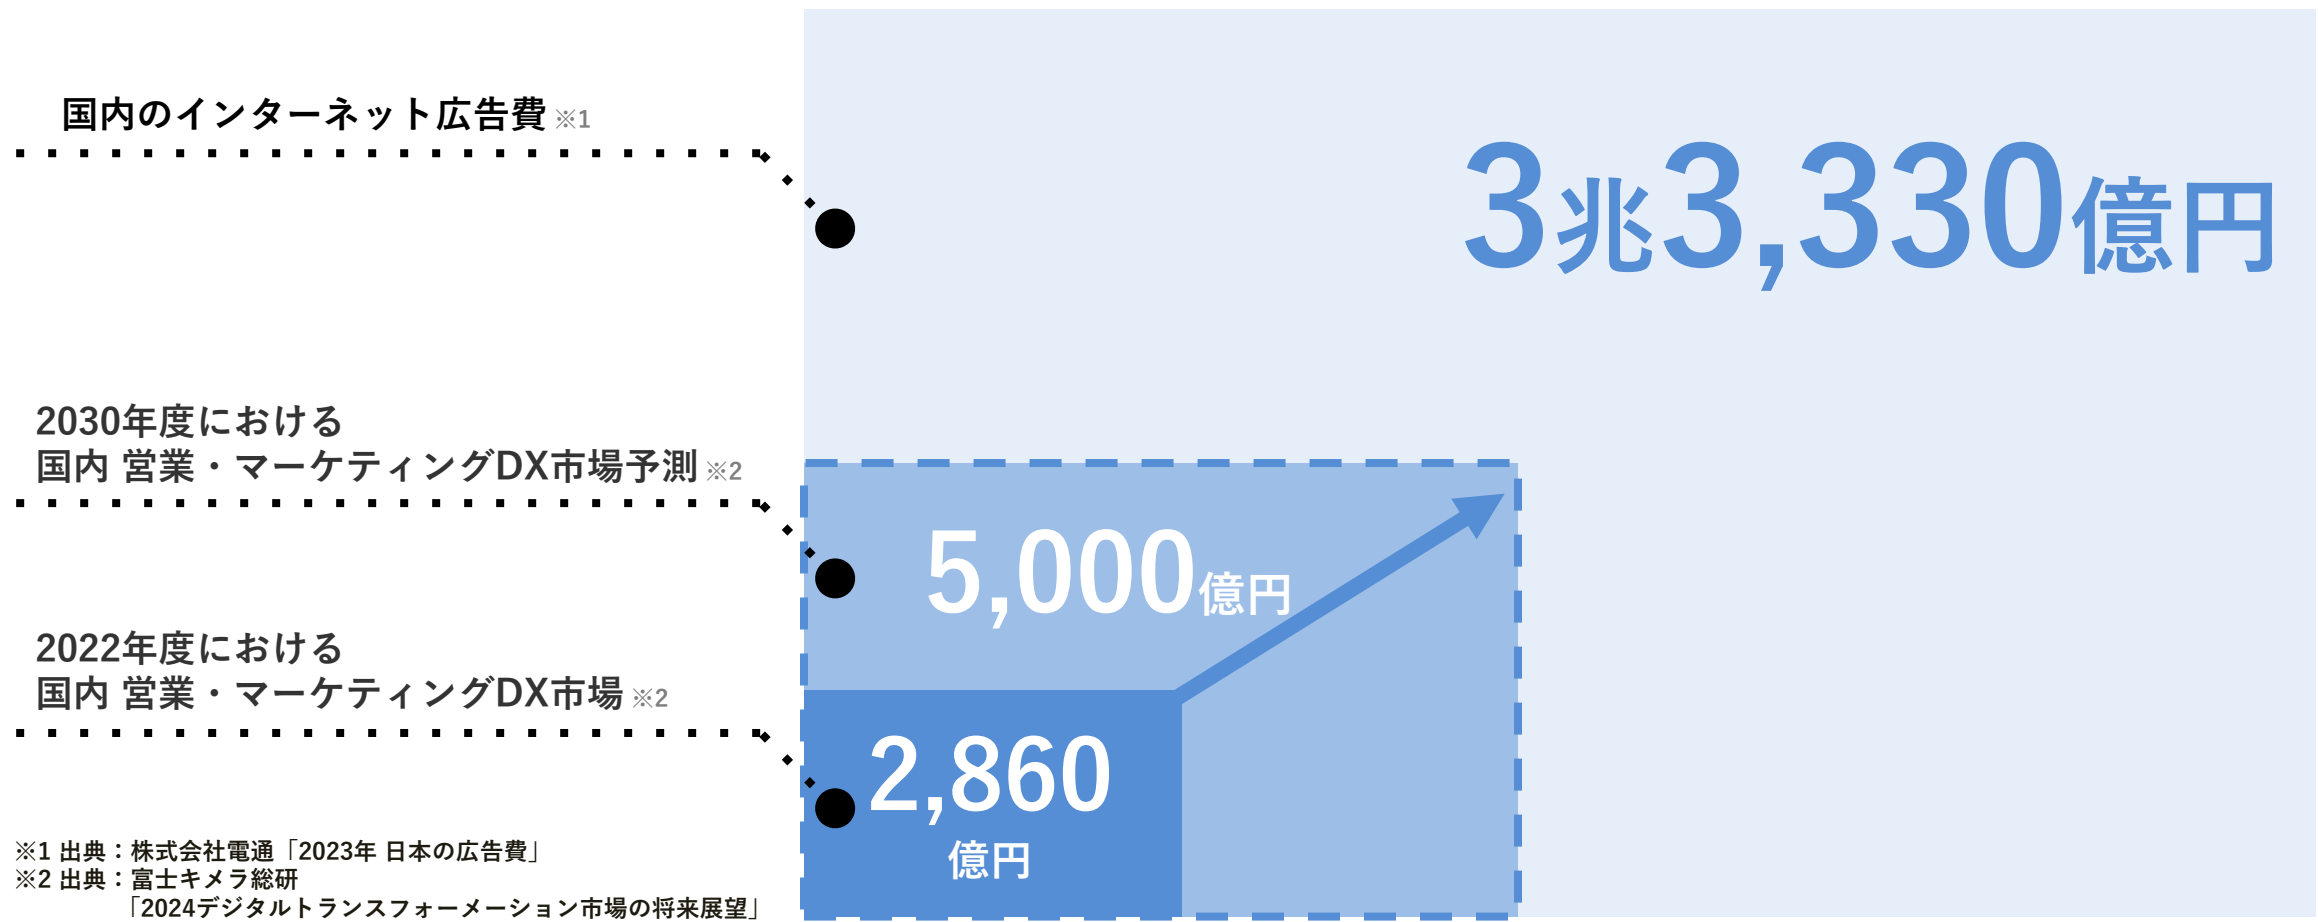 国内のインターネット広告費 ※1
3兆3,330億円
2030年度における
国内 営業・マーケティングDX市場予測 ※2
5,000億円
2022年度における
国内 営業・マーケティングDX市場 ※2
2,860
億円
※1 出典：株式会社電通「2023年 日本の広告費」
※2 出典：富士キメラ総研
「2024デジタルトランスフォーメーション市場の将来展望」